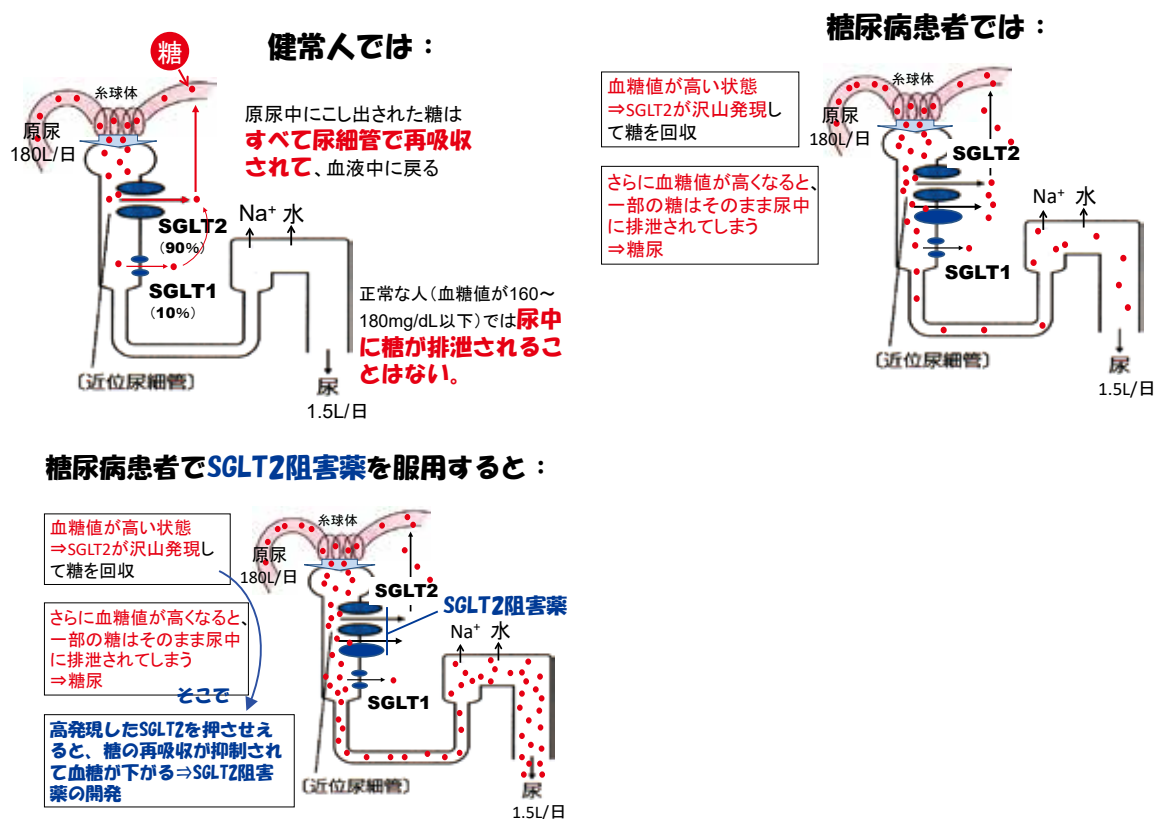 健常人では：
糖
糸球体
原尿
180L/日
原尿中にこし出された糖は
すべて尿細管で再吸収
されて、血液中に戻る
SGLT2
（90%）
SGLT1
（10%）
Na⁺ 水
正常な人（血糖値が160～
180mg/dL以下）では尿中
に糖が排泄されるこ
とはない。
〔近位尿細管〕
尿
1.5L/日
糖尿病患者では：
血糖値が高い状態
⇒SGLT2が沢山発現し
て糖を回収
さらに血糖値が高くなると、
一部の糖はそのまま尿中
に排泄されてしまう
⇒糖尿
糸球体
原尿
180L/日
SGLT2
SGLT1
Na⁺ 水
〔近位尿細管〕
尿
1.5L/日
糖尿病患者でSGLT2阻害薬を服用すると：
血糖値が高い状態
⇒SGLT2が沢山発現し
て糖を回収
さらに血糖値が高くなると、
一部の糖はそのまま尿中
に排泄されてしまう
⇒糖尿
そこで
高発現したSGLT2を押させえ
ると、糖の再吸収が抑制され
て血糖が下がる⇒SGLT2阻害
薬の開発
糸球体
原尿
180L/日
SGLT2
SGLT2阻害薬
SGLT1
Na⁺ 水
〔近位尿細管〕
尿
1.5L/日